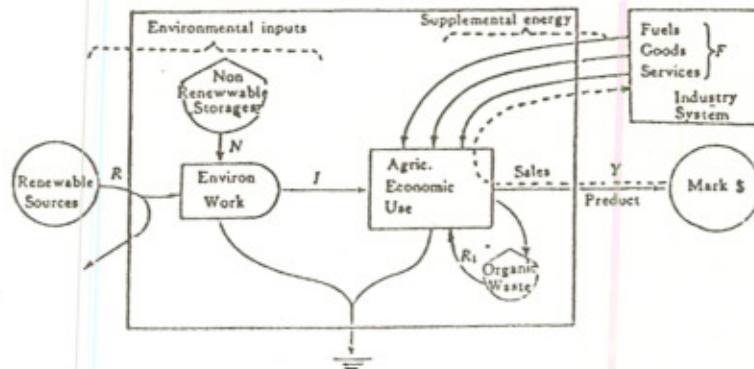 Environmental inputs
Supplemental energy
Fuels
Goods
Services
F
Industry
System
Non
Renewwable
Storages
N
Renewable
Sources
R
Environ
Work
I
Agric.
Economic
Use
Sales
Y
Product
Mark $
R1
Organic
Waste